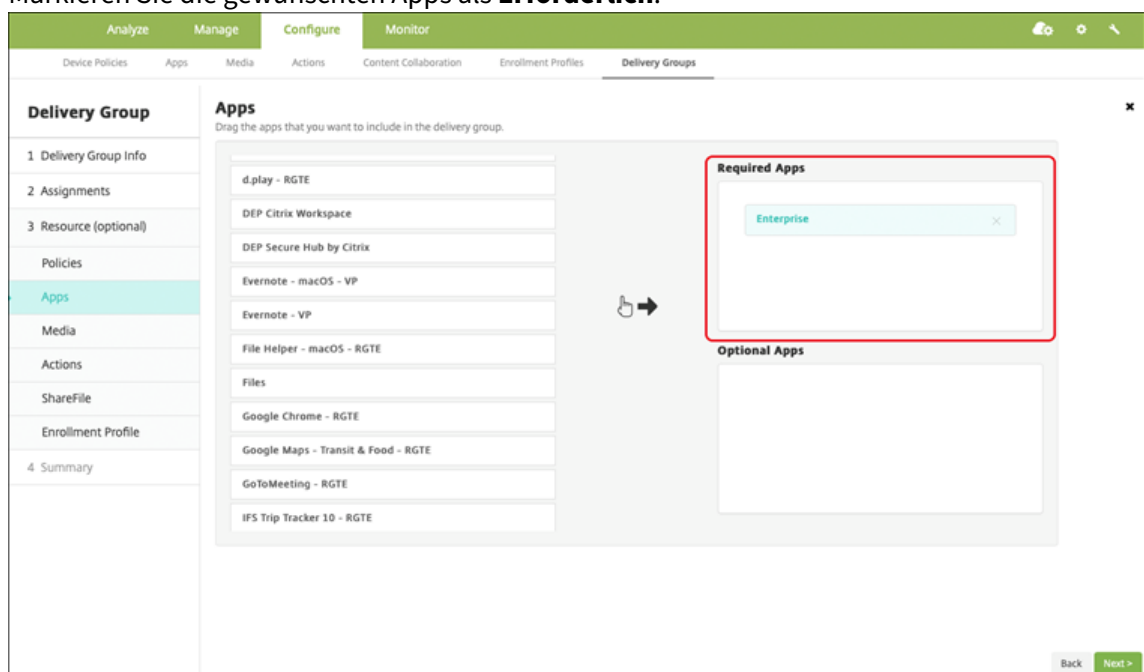 Markieren Sie die gewünschten Apps als Erforderlich.
Analyze Manage Configure Monitor
Device Policies Apps Media Actions Content Collaboration Enrollment Profiles Delivery Groups
Delivery Group
1 Delivery Group Info
2 Assignments
3 Resource (optional)
Policies
Apps
Media
Actions
ShareFile
Enrollment Profile
4 Summary
Apps
Drag the apps that you want to include in the delivery group.
d.play - RGTE
DEP Citrix Workspace
DEP Secure Hub by Citrix
Evernote - macOS - VP
Evernote - VP
File Helper - macOS - RGTE
Files
Google Chrome - RGTE
Google Maps - Transit & Food - RGTE
GoToMeeting - RGTE
IFS Trip Tracker 10 - RGTE
Required Apps
Enterprise
Optional Apps
Back Next >